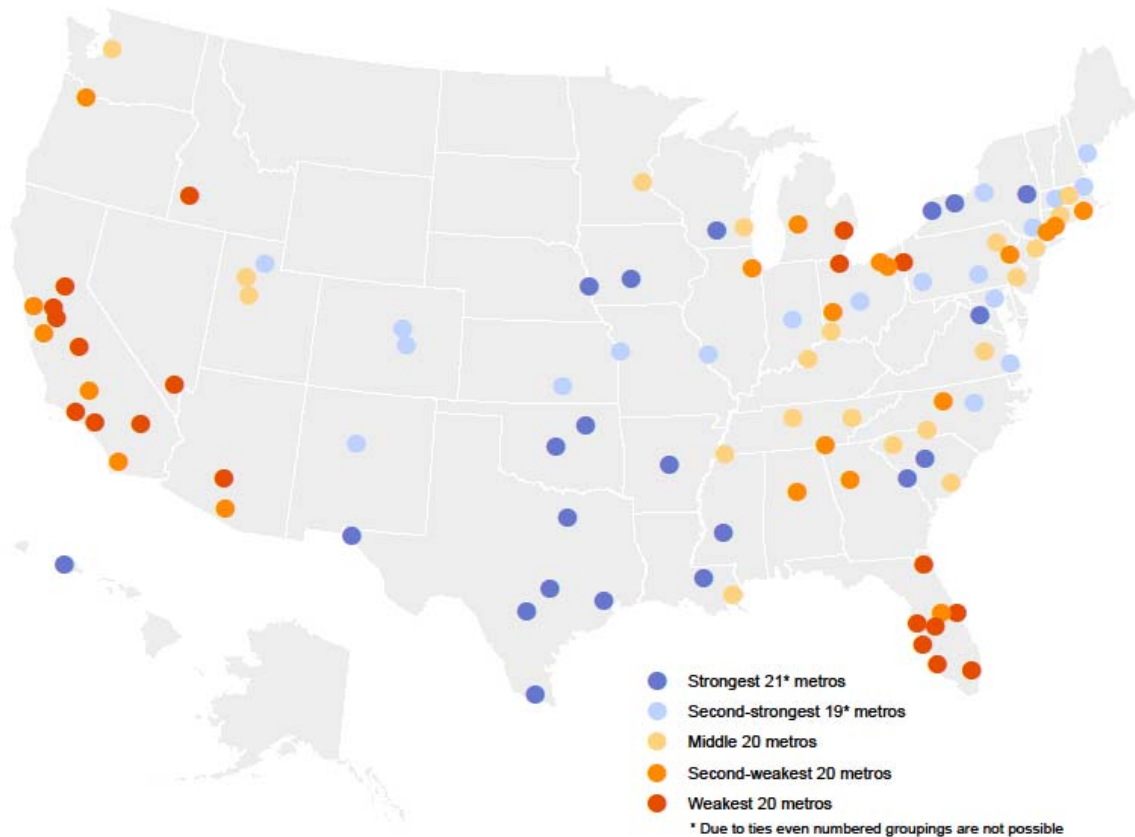 Strongest 21* metros
Second-strongest 19* metros
Middle 20 metros
Second-weakest 20 metros
Weakest 20 metros
* Due to ties even numbered groupings are not possible